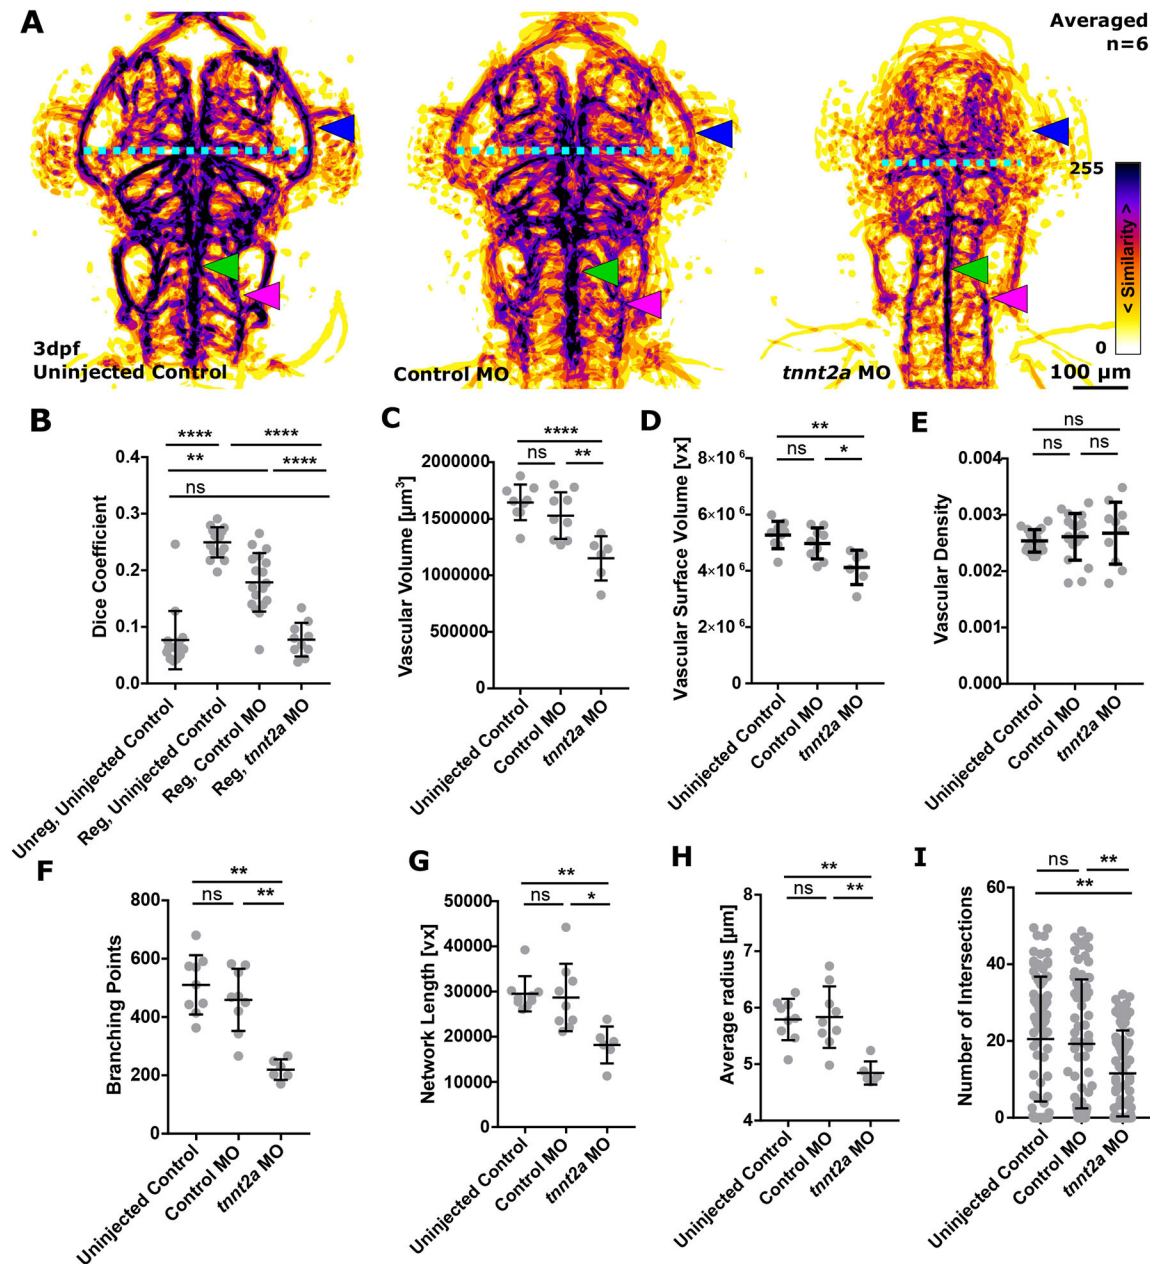 A
Averaged
n=6
3dpf
Uninjected Control
Control MO
tnnt2a MO
255
< Similarity >
0
100 µm
B
****
****
**
****
ns
Dice Coefficient
0.4
0.3
0.2
0.1
0.0
Unreg, Uninjected Control
Reg, Uninjected Control
Reg, Control MO
Reg, tnnt2a MO
C
****
ns
**
Vascular Volume [µm³]
2000000
1500000
1000000
500000
0
Uninjected Control
Control MO
tnnt2a MO
D
**
ns
*
Vascular Surface Volume [vx]
8×10⁶
6×10⁶
4×10⁶
2×10⁶
0
Uninjected Control
Control MO
tnnt2a MO
E
ns
ns
ns
Vascular Density
0.004
0.003
0.002
0.001
0.000
Uninjected Control
Control MO
tnnt2a MO
F
**
ns
**
Branching Points
800
600
400
200
0
Uninjected Control
Control MO
tnnt2a MO
G
**
ns
*
Network Length [vx]
50000
40000
30000
20000
10000
0
Uninjected Control
Control MO
tnnt2a MO
H
**
ns
**
Average radius [µm]
8
7
6
5
4
Uninjected Control
Control MO
tnnt2a MO
I
ns
**
**
Number of Intersections
60
40
20
0
Uninjected Control
Control MO
tnnt2a MO